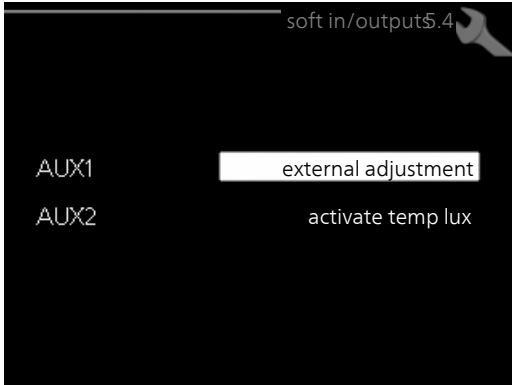 soft in/outputs5.4
AUX1 external adjustment
AUX2 activate temp lux